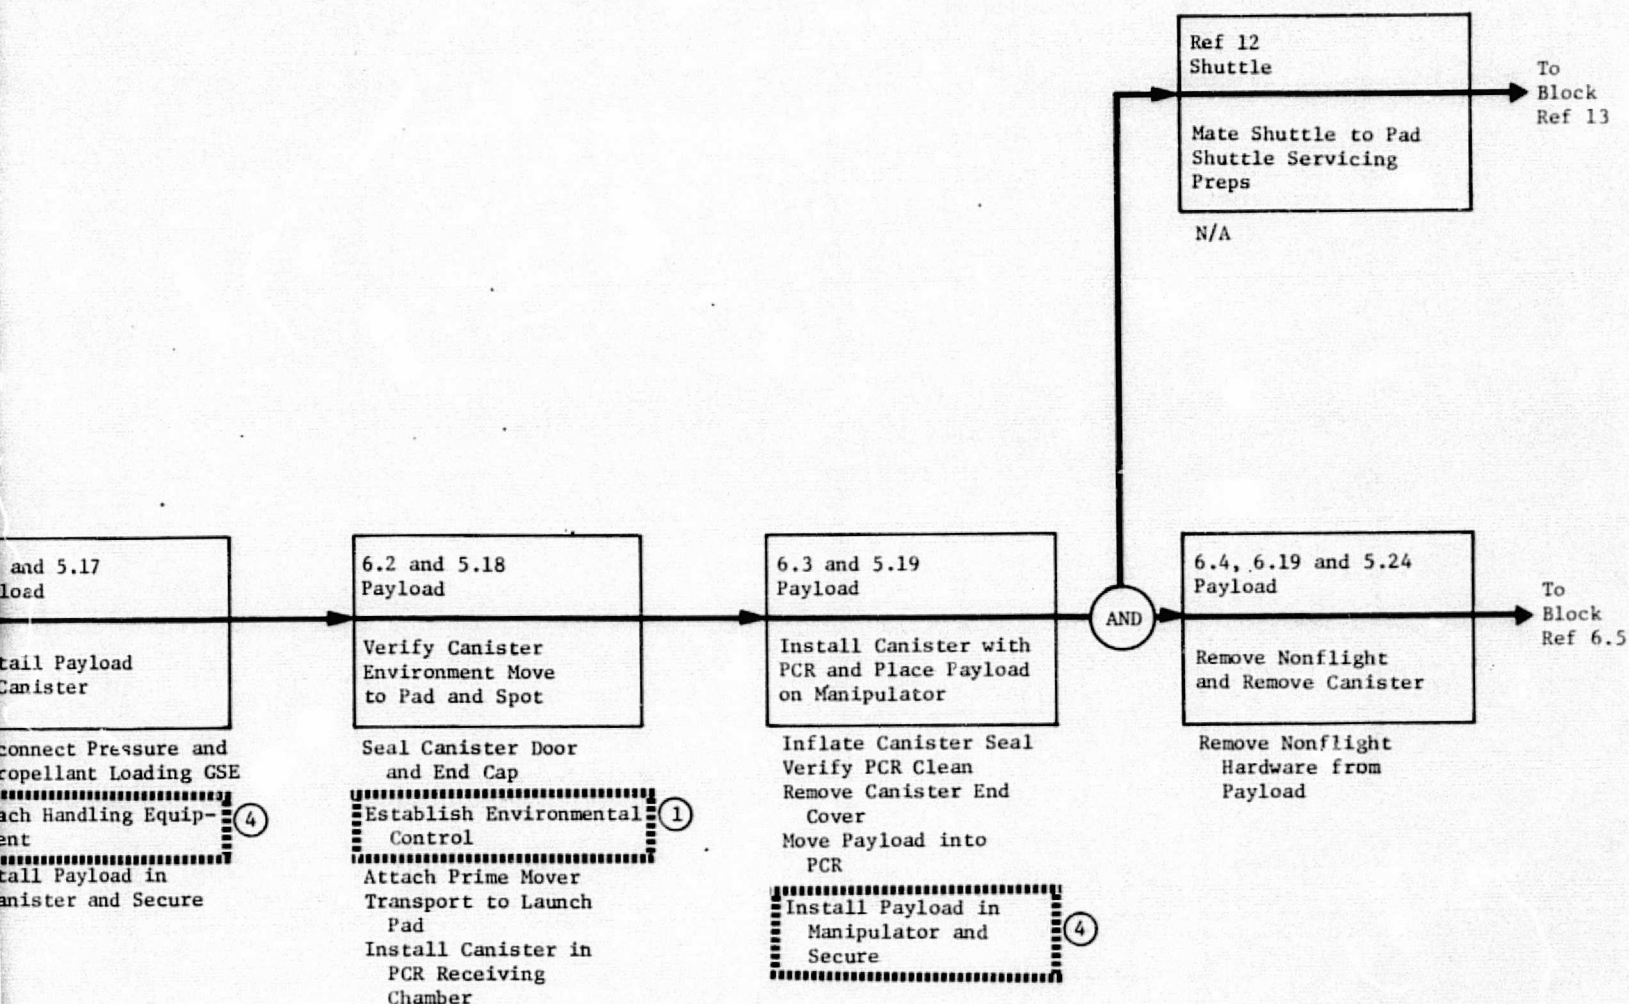 Ref 12
Shuttle
Mate Shuttle to Pad
Shuttle Servicing
Preps
N/A
To
Block
Ref 13
and 5.17
load
tail Payload
Canister
connect Pressure and
ropellant Loading GSE
ach Handling Equip-
ent
4
tall Payload in
anister and Secure
6.2 and 5.18
Payload
Verify Canister
Environment Move
to Pad and Spot
Seal Canister Door
and End Cap
Establish Environmental
Control
1
Attach Prime Mover
Transport to Launch
Pad
Install Canister in
PCR Receiving
Chamber
6.3 and 5.19
Payload
Install Canister with
PCR and Place Payload
on Manipulator
Inflate Canister Seal
Verify PCR Clean
Remove Canister End
Cover
Move Payload into
PCR
Install Payload in
Manipulator and
Secure
4
AND
6.4, 6.19 and 5.24
Payload
Remove Nonflight
and Remove Canister
Remove Nonflight
Hardware from
Payload
To
Block
Ref 6.5